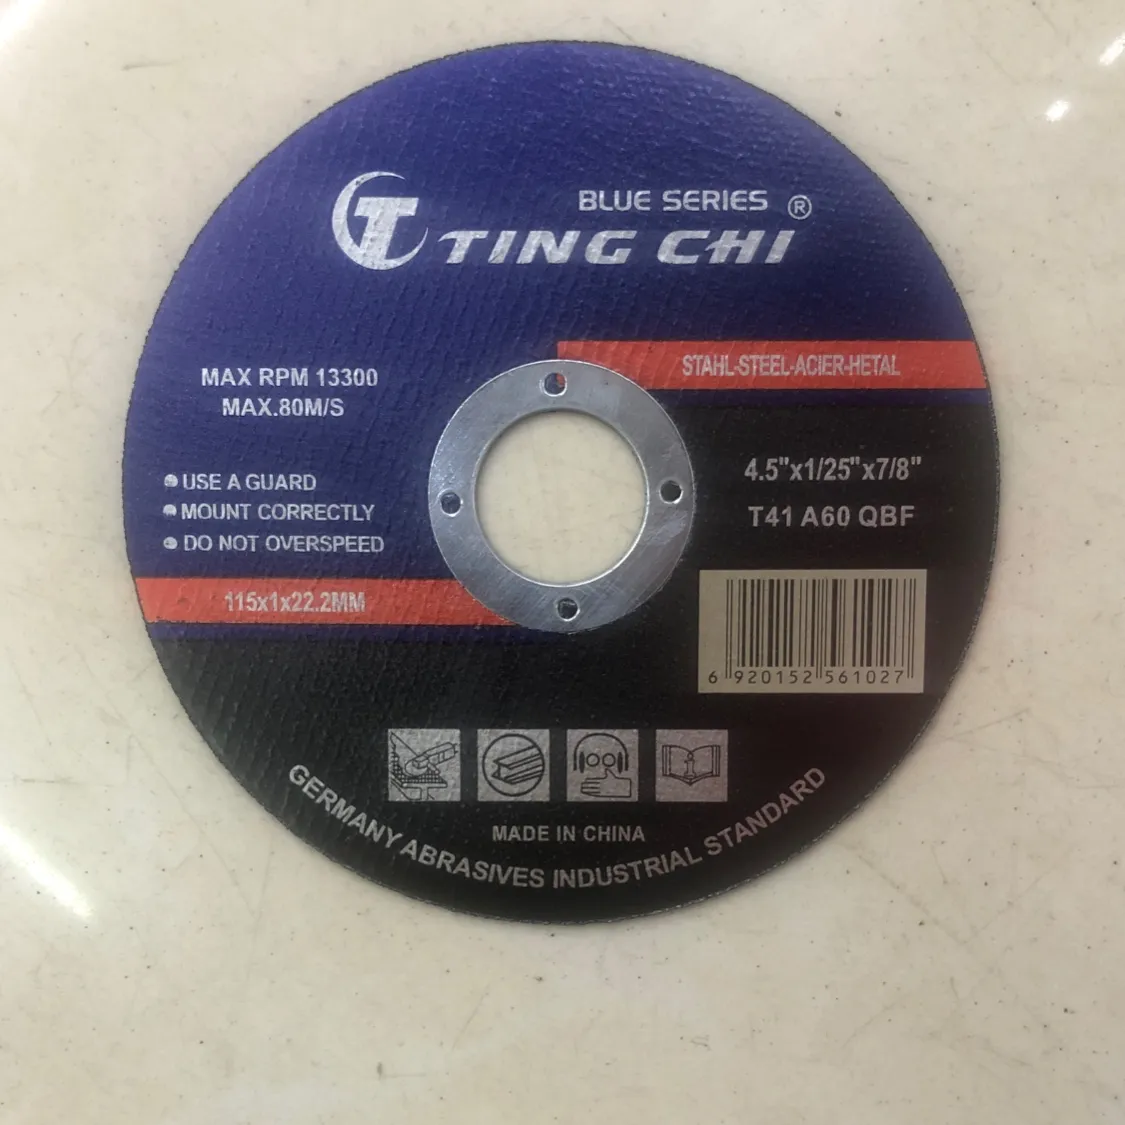 BLUE SERIES ®
TC TING CHI
STAHL-STEEL-ACIER-HETAL
MAX RPM 13300
MAX.80M/S
4.5"x1/25"x7/8"
T41 A60 QBF
USE A GUARD
MOUNT CORRECTLY
DO NOT OVERSPEED
115x1x22.2MM
6 920152 561027
MADE IN CHINA
GERMANY ABRASIVES INDUSTRIAL STANDARD